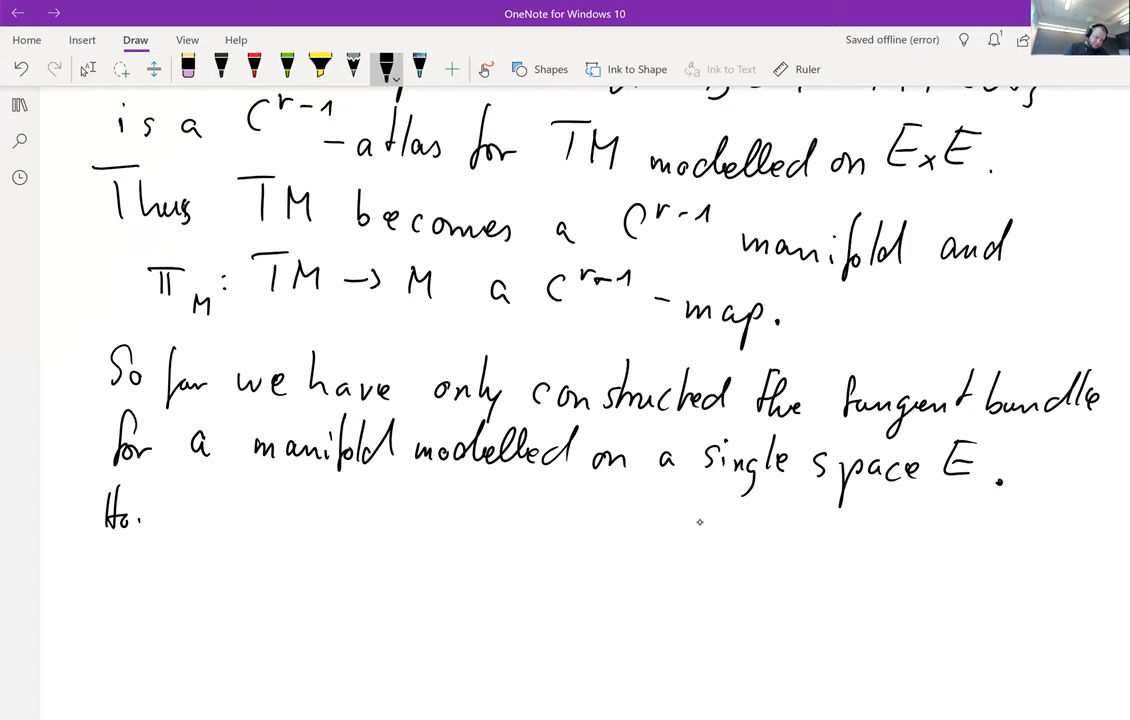 OneNote for Windows 10
Home Insert Draw View Help Saved offline (error)
Shapes Ink to Shape Ink to Text Ruler
is a C^{r-1}-atlas for TM modelled on E×E.
Thus TM becomes a C^{r-1} manifold and
π_M: TM → M a C^{r-1}-map.
So far we have only constructed the tangent bundle
for a manifold modelled on a single space E.
Ho.